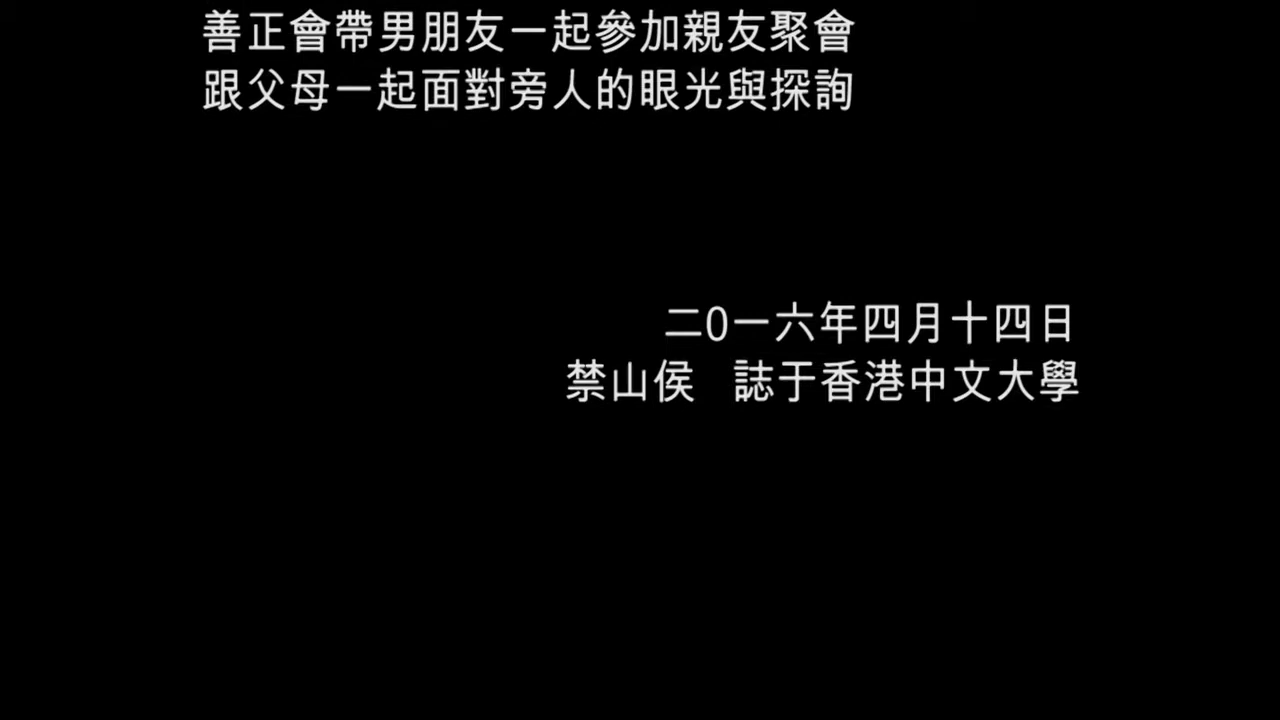 善正會帶男朋友一起參加親友聚會
跟父母一起面對旁人的眼光與探詢
二0一六年四月十四日
禁山侯 誌于香港中文大學